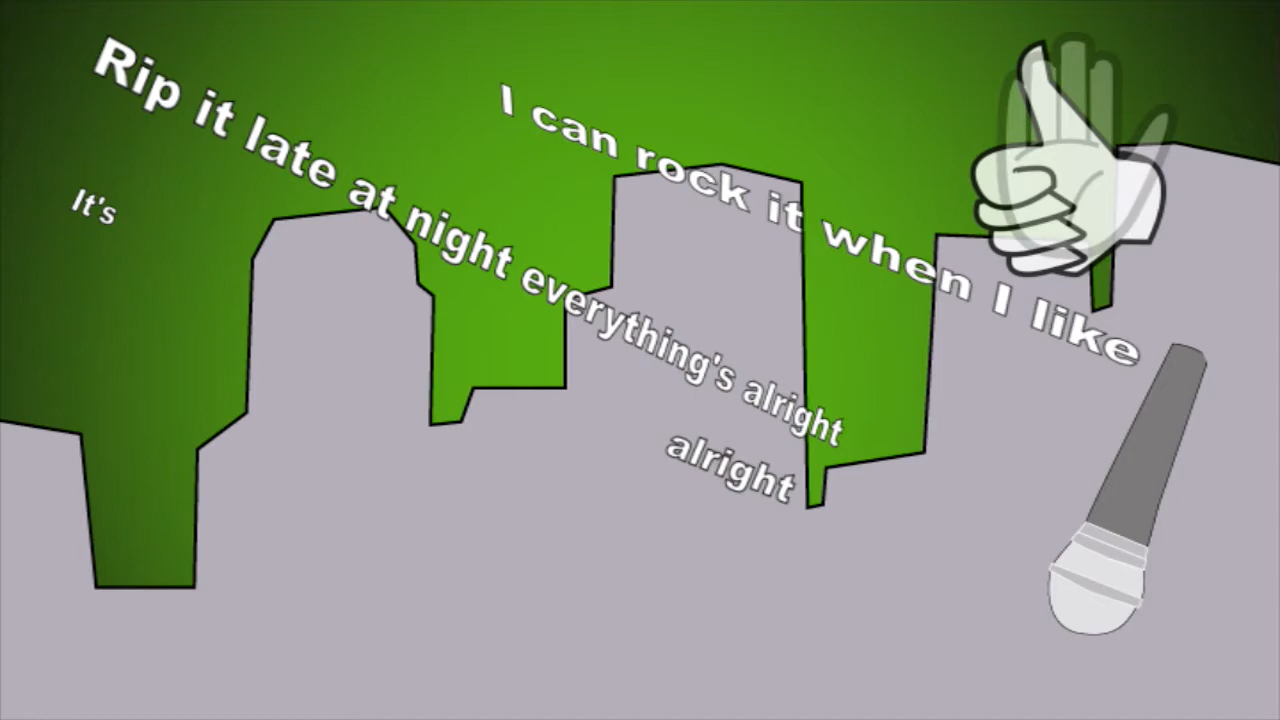 I can rock it when I like
Rip it late at night everything's alright
alright
It's